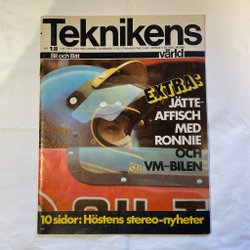 Teknikens
värld
NR 18
Bil och Båt
EXTRA:
JÄTTE-
AFFISCH
MED
RONNIE
OCH
VM-BILEN
10 sidor: Höstens stereo-nyheter